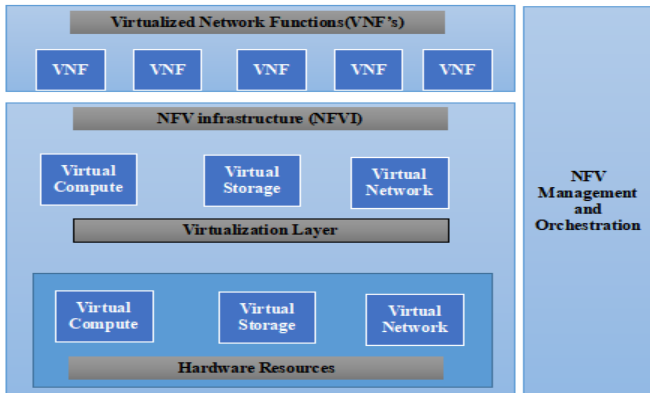 Virtualized Network Functions(VNF's)
VNF VNF VNF VNF VNF
NFV infrastructure (NFVI)
Virtual Compute
Virtual Storage
Virtual Network
Virtualization Layer
Virtual Compute
Virtual Storage
Virtual Network
Hardware Resources
NFV
Management
and
Orchestration